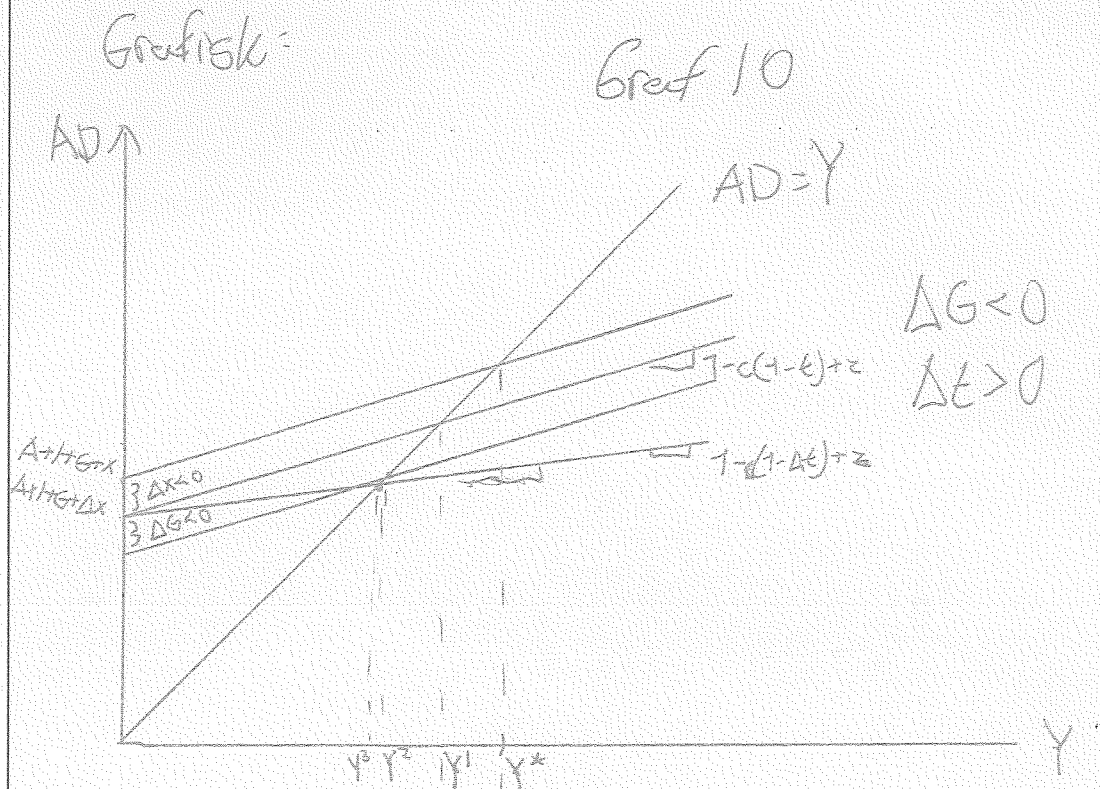 Grafisk:
Graf 10
AD
AD=Y
ΔG<0
Δt>0
1-c(1-t)+z
A+I+G+X
ΔX<0
A+I+G+ΔX
ΔG<0
Y³ Y² Y¹ Y*
Y